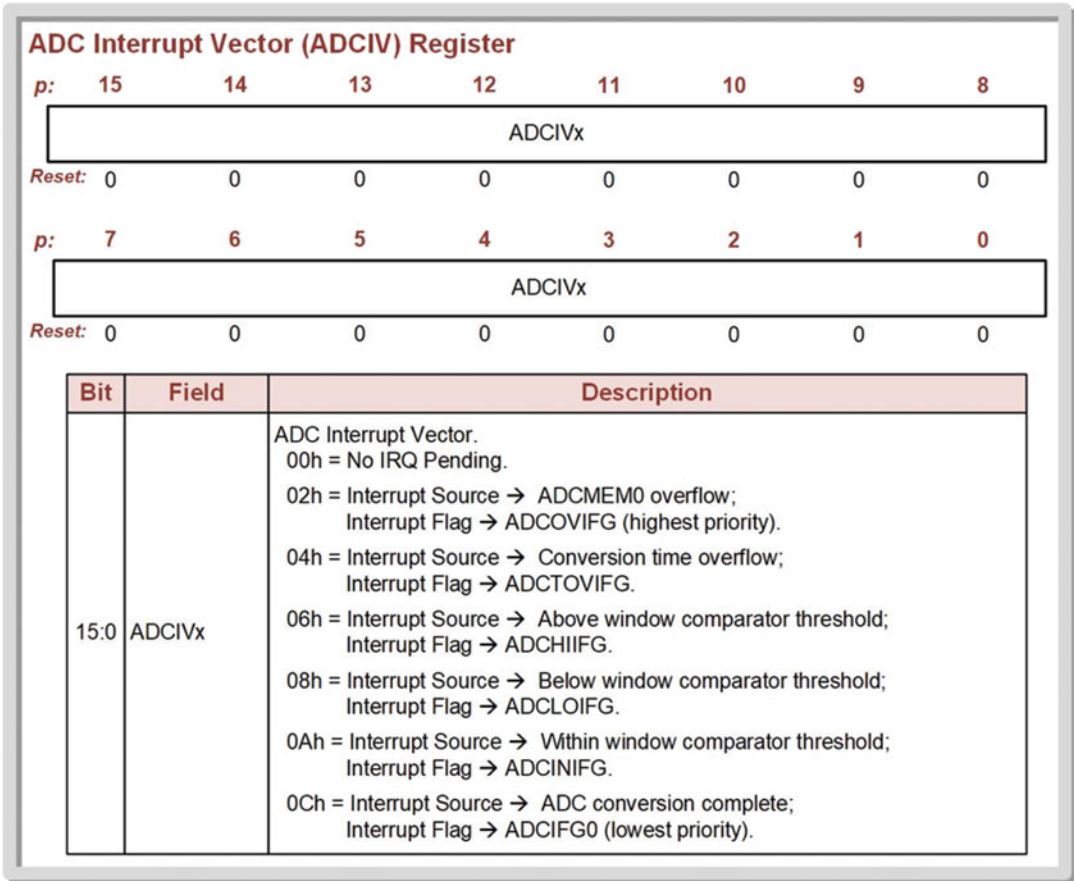 ADC Interrupt Vector (ADCIV) Register
p: 15 14 13 12 11 10 9 8
ADCIVx
Reset: 0 0 0 0 0 0 0 0
p: 7 6 5 4 3 2 1 0
ADCIVx
Reset: 0 0 0 0 0 0 0 0
Bit Field Description
ADC Interrupt Vector.
00h = No IRQ Pending.
02h = Interrupt Source → ADCMEM0 overflow;
Interrupt Flag → ADCOVIFG (highest priority).
04h = Interrupt Source → Conversion time overflow;
Interrupt Flag → ADCTOVIFG.
15:0 ADCIVx 06h = Interrupt Source → Above window comparator threshold;
Interrupt Flag → ADCHIIFG.
08h = Interrupt Source → Below window comparator threshold;
Interrupt Flag → ADCLOIFG.
0Ah = Interrupt Source → Within window comparator threshold;
Interrupt Flag → ADCINIFG.
0Ch = Interrupt Source → ADC conversion complete;
Interrupt Flag → ADCIFG0 (lowest priority).